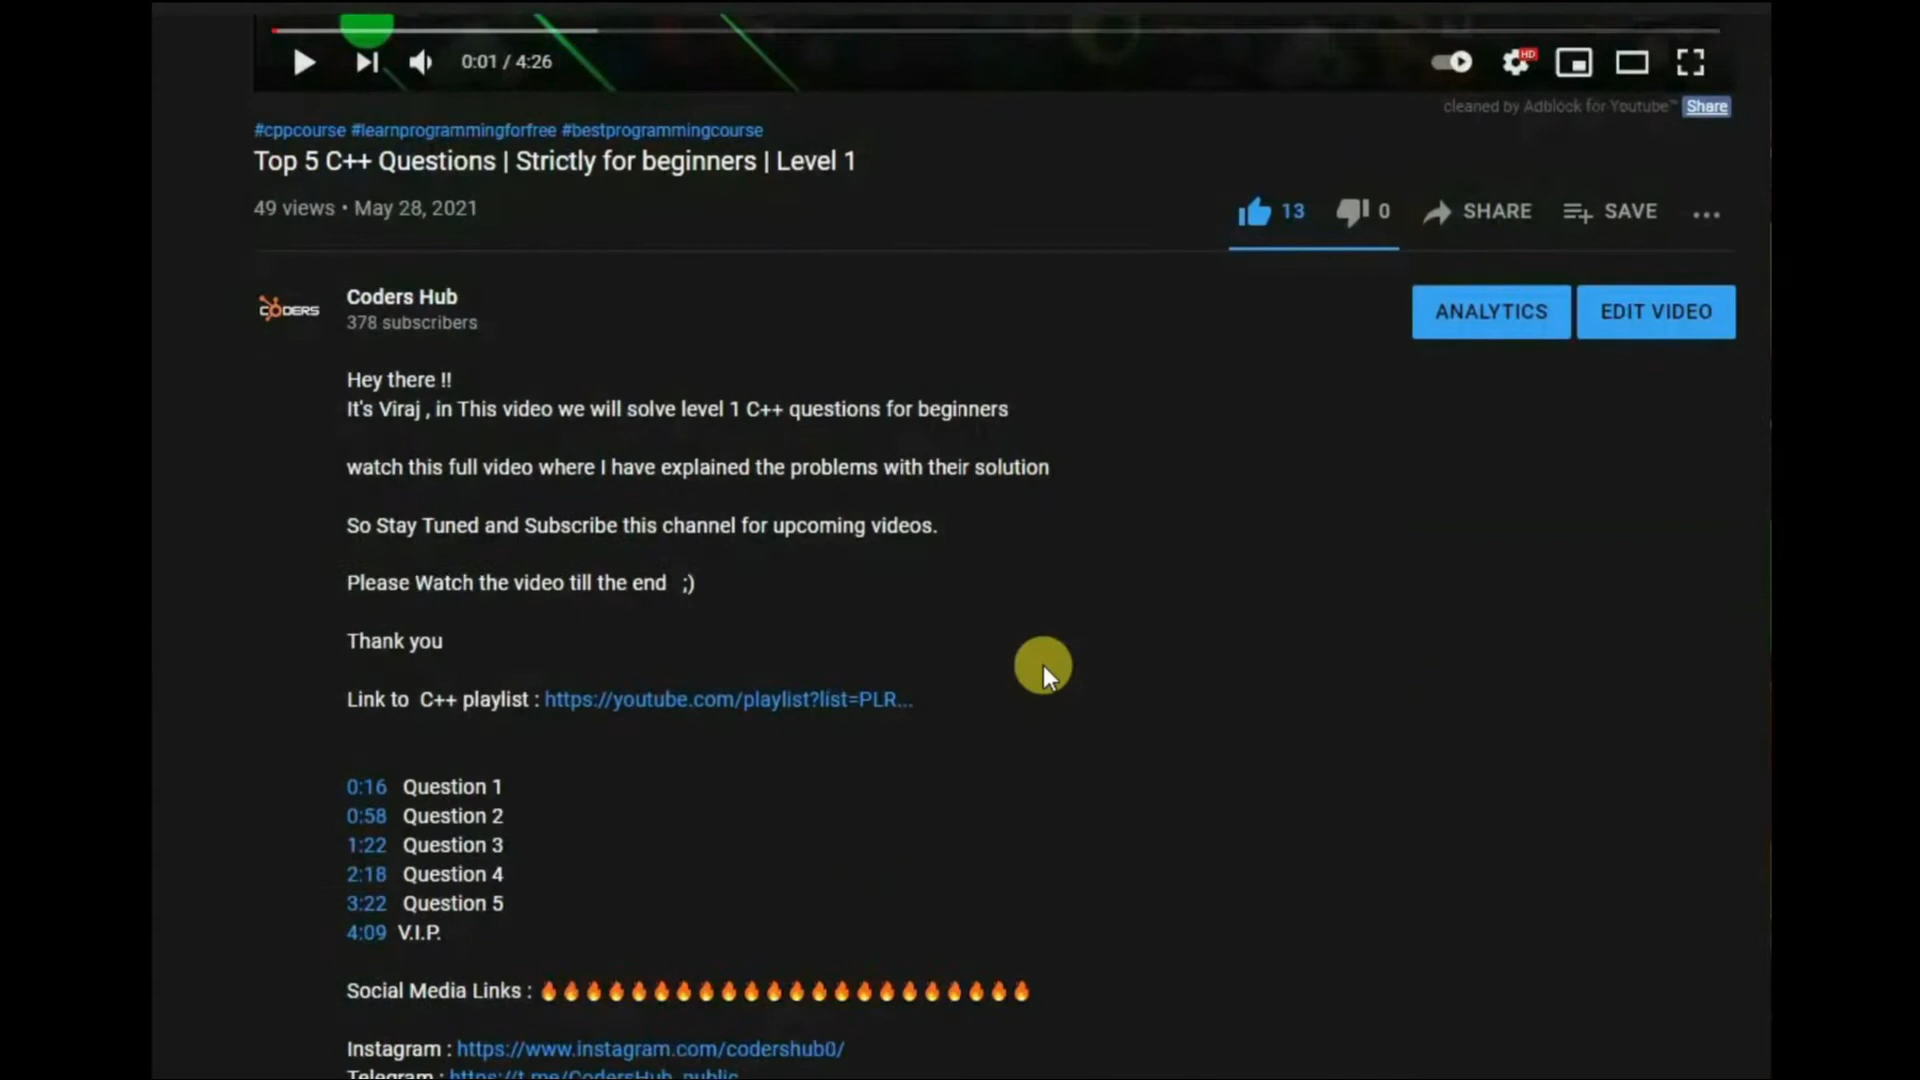 0:01 / 4:26
HD
cleaned by Adblock for Youtube™ Share
#cppcourse #learnprogrammingforfree #bestprogrammingcourse
Top 5 C++ Questions | Strictly for beginners | Level 1
49 views • May 28, 2021
13 0 SHARE SAVE ...
CODERS
Coders Hub
378 subscribers
ANALYTICS EDIT VIDEO
Hey there !!
It's Viraj , in This video we will solve level 1 C++ questions for beginners
watch this full video where I have explained the problems with their solution
So Stay Tuned and Subscribe this channel for upcoming videos.
Please Watch the video till the end ;)
Thank you
Link to C++ playlist : https://youtube.com/playlist?list=PLR...
0:16 Question 1
0:58 Question 2
1:22 Question 3
2:18 Question 4
3:22 Question 5
4:09 V.I.P.
Social Media Links : 🔥🔥🔥🔥🔥🔥🔥🔥🔥🔥🔥🔥🔥🔥🔥🔥🔥🔥🔥🔥🔥🔥
Instagram : https://www.instagram.com/codershub0/
Telegram : https://t.me/CodersHub_public